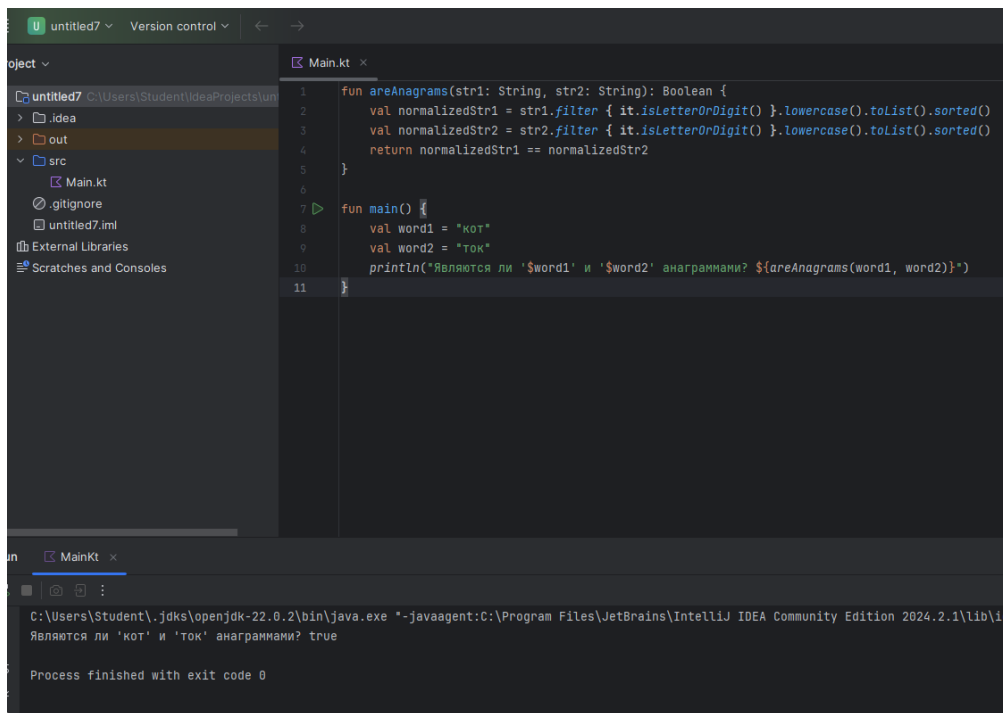 U untitled7 Version control
roject
Main.kt
untitled7 C:\Users\Student\IdeaProjects\un
.idea
out
src
Main.kt
.gitignore
untitled7.iml
External Libraries
Scratches and Consoles
1 fun areAnagrams(str1: String, str2: String): Boolean {
2 val normalizedStr1 = str1.filter { it.isLetterOrDigit() }.lowercase().toList().sorted()
3 val normalizedStr2 = str2.filter { it.isLetterOrDigit() }.lowercase().toList().sorted()
4 return normalizedStr1 == normalizedStr2
5 }
6
7 fun main() {
8 val word1 = "кот"
9 val word2 = "ток"
10 println("Являются ли '$word1' и '$word2' анаграммами? ${areAnagrams(word1, word2)}")
11 }
un MainKt
C:\Users\Student\.jdks\openjdk-22.0.2\bin\java.exe "-javaagent:C:\Program Files\JetBrains\IntelliJ IDEA Community Edition 2024.2.1\lib\i
Являются ли 'кот' и 'ток' анаграммами? true
Process finished with exit code 0